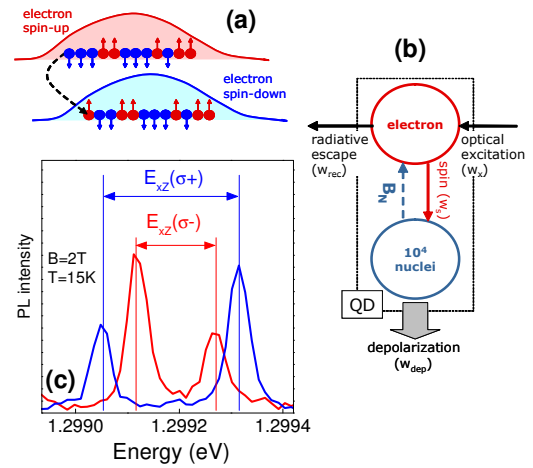 (a)
electron
spin-up
electron
spin-down
(b)
electron
radiative
escape
(w_rec)
optical
excitation
(w_x)
spin (w_s)
B_N
10^4
nuclei
QD
depolarization
(w_dep)
E_xZ(σ+)
E_xZ(σ-)
B=2T
T=15K
PL intensity
(c)
1.2990 1.2992 1.2994
Energy (eV)